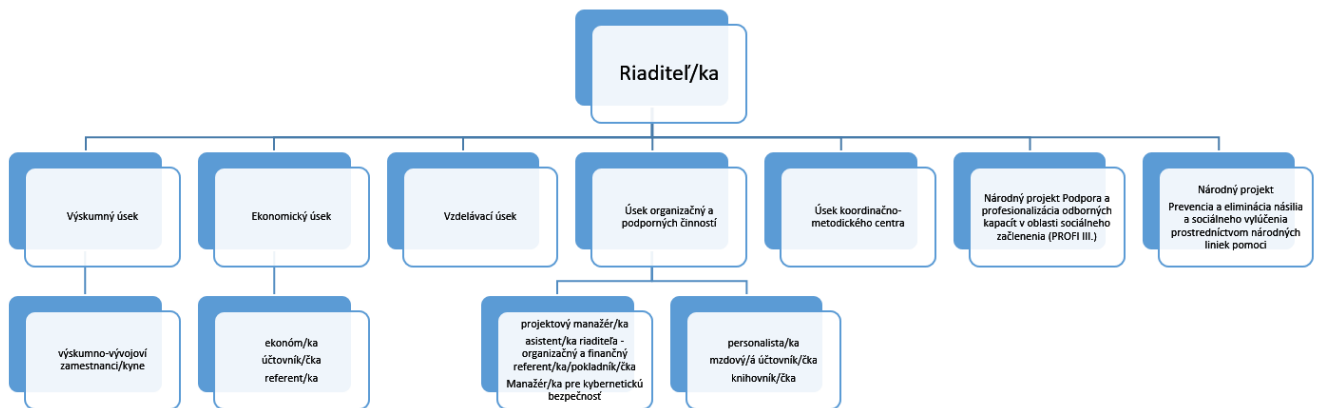 Riaditeľ/ka
Výskumný úsek
Ekonomický úsek
Vzdelávací úsek
Úsek organizačný a
podporných činností
Úsek koordinačno-
metodického centra
Národný projekt Podpora a
profesionalizácia odborných
kapacít v oblasti sociálneho
začlenenia (PROFI III.)
Národný projekt
Prevencia a eliminácia násilia
a sociálneho vylúčenia
prostredníctvom národných
liniek pomoci
výskumno-vývojoví
zamestnanci/kyne
ekonóm/ka
účtovník/čka
referent/ka
projektový manažér/ka
asistent/ka riaditeľa -
organizačný a finančný
referent/ka/pokladník/čka
Manažér/ka pre kybernetickú
bezpečnosť
personalista/ka
mzdový/á účtovník/čka
knihovník/čka